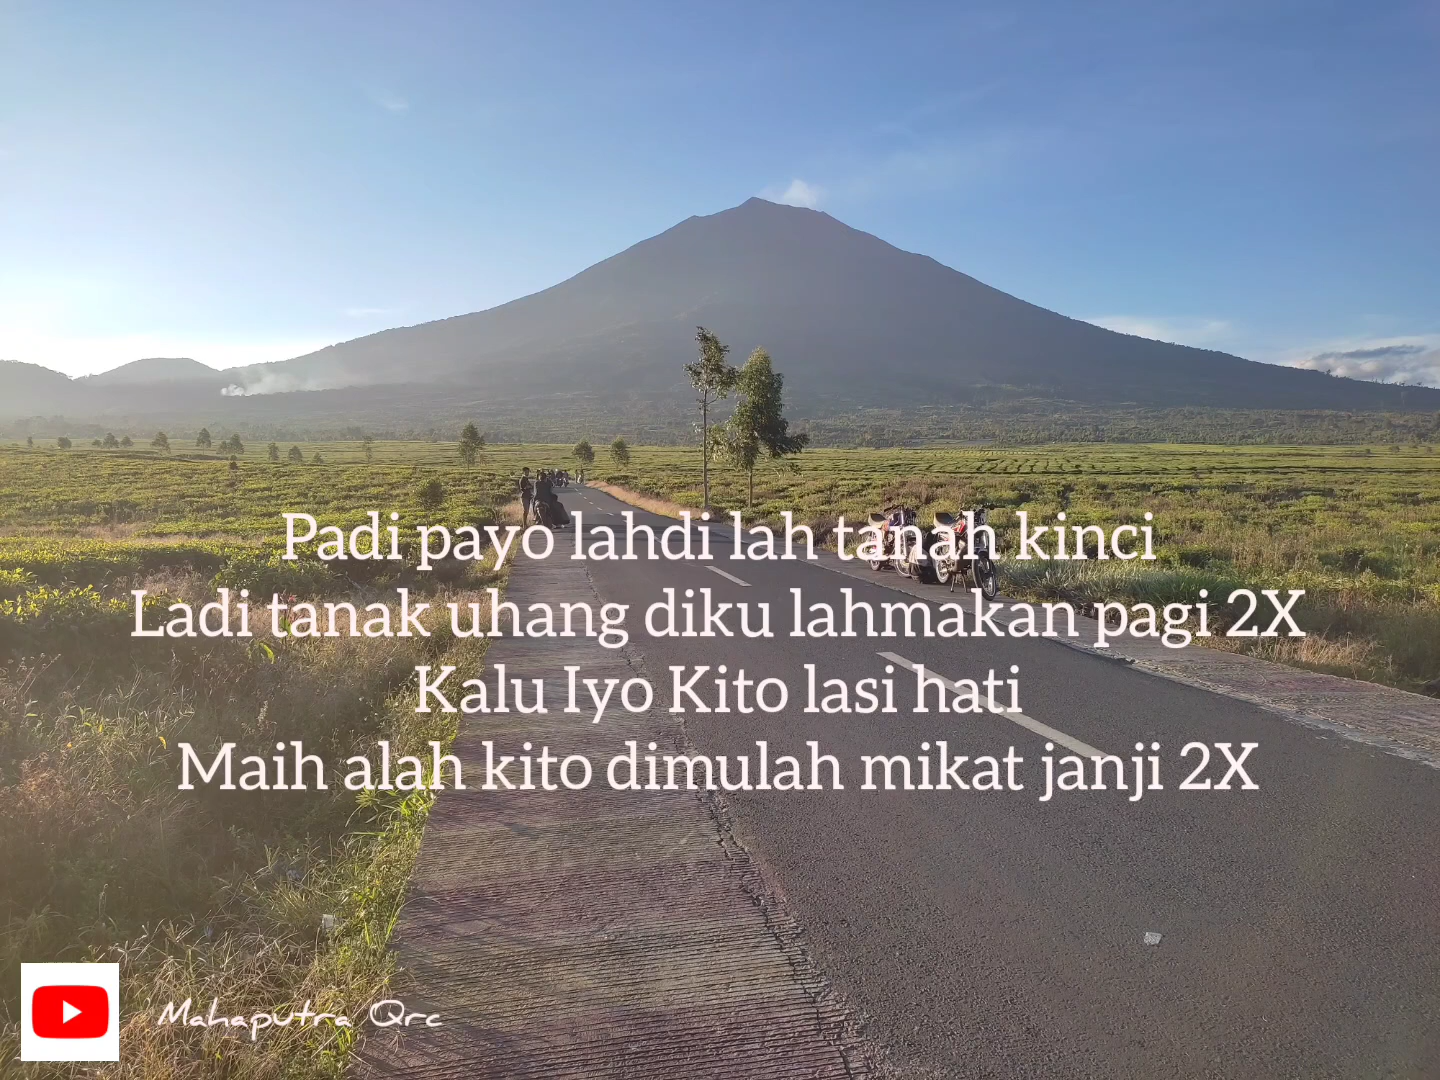 Padi payo lahdi lah tanah kinci
Ladi tanak uhang diku lahmakan pagi 2X
Kalu Iyo Kito lasi hati
Maih alah kito dimulah mikat janji 2X
Mahaputra Qrc